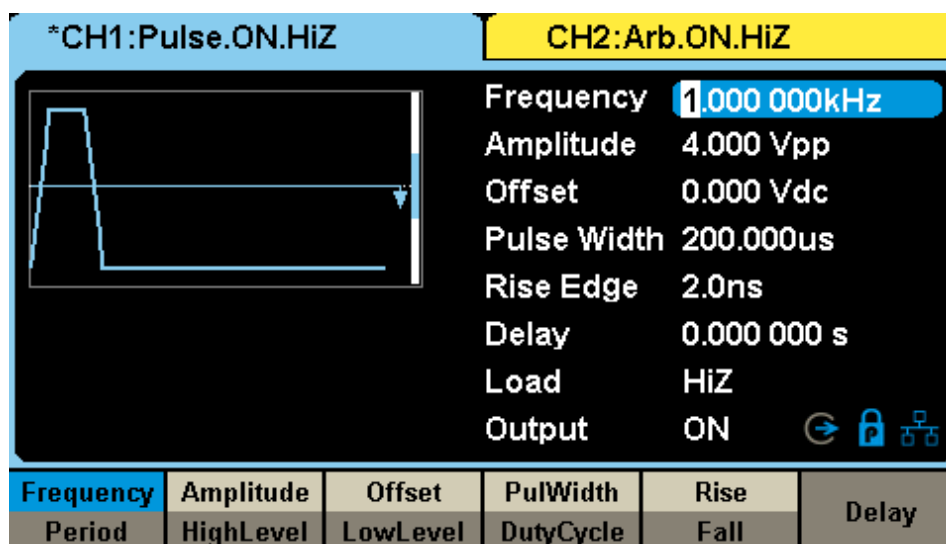 *CH1:Pulse.ON.HiZ CH2:Arb.ON.HiZ
Frequency 1.000 000kHz
Amplitude 4.000 Vpp
Offset 0.000 Vdc
Pulse Width 200.000us
Rise Edge 2.0ns
Delay 0.000 000 s
Load HiZ
Output ON P
Frequency Amplitude Offset PulWidth Rise Delay
Period HighLevel LowLevel DutyCycle Fall